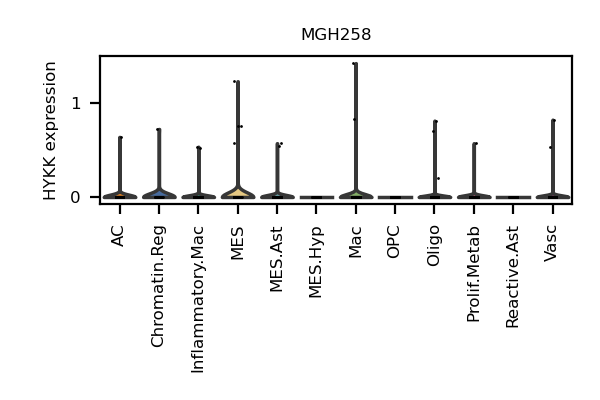 MGH258
HYKK expression
1
0
AC
Chromatin.Reg
Inflammatory.Mac
MES
MES.Ast
MES.Hyp
Mac
OPC
Oligo
Prolif.Metab
Reactive.Ast
Vasc